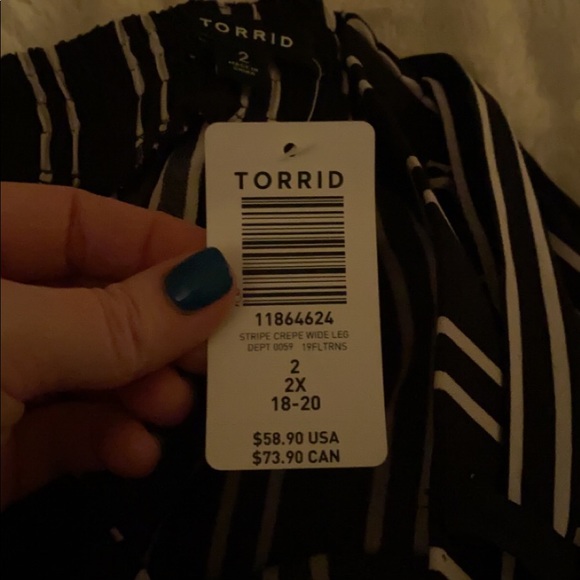 TORRID
2
TORRID
11864624
STRIPE CREPE WIDE LEG
DEPT 0059 19FLTRNS
2
2X
18-20
$58.90 USA
$73.90 CAN